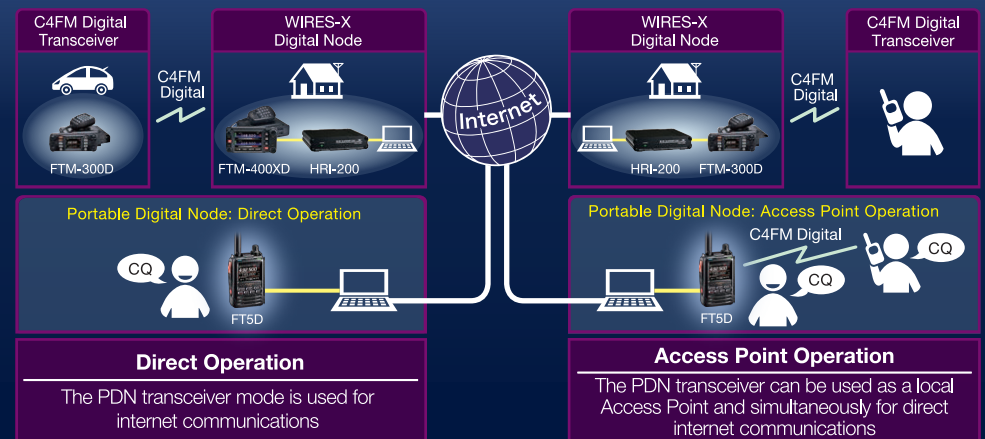 C4FM Digital
Transceiver
WIRES-X
Digital Node
WIRES-X
Digital Node
C4FM Digital
Transceiver
C4FM
Digital
C4FM
Digital
Internet
FTM-300D
FTM-400XD
HRI-200
HRI-200
FTM-300D
Portable Digital Node: Direct Operation
CQ
FT5D
Portable Digital Node: Access Point Operation
C4FM Digital
CQ
CQ
FT5D
Direct Operation
The PDN transceiver mode is used for
internet communications
Access Point Operation
The PDN transceiver can be used as a local
Access Point and simultaneously for direct
internet communications